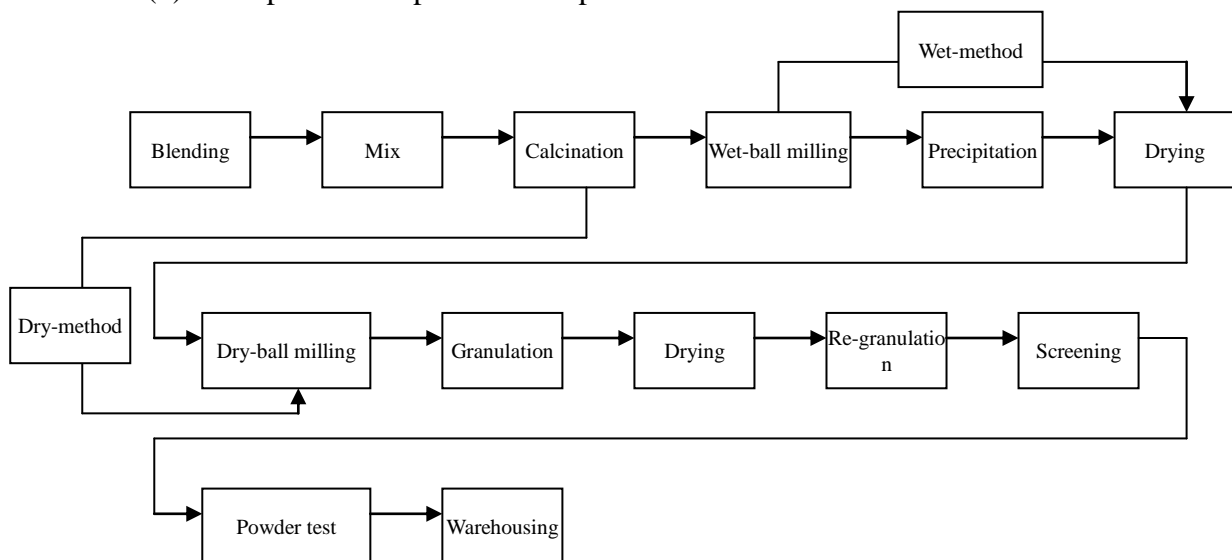 Wet-method
Blending
Mix
Calcination
Wet-ball milling
Precipitation
Drying
Dry-method
Dry-ball milling
Granulation
Drying
Re-granulatio
n
Screening
Powder test
Warehousing